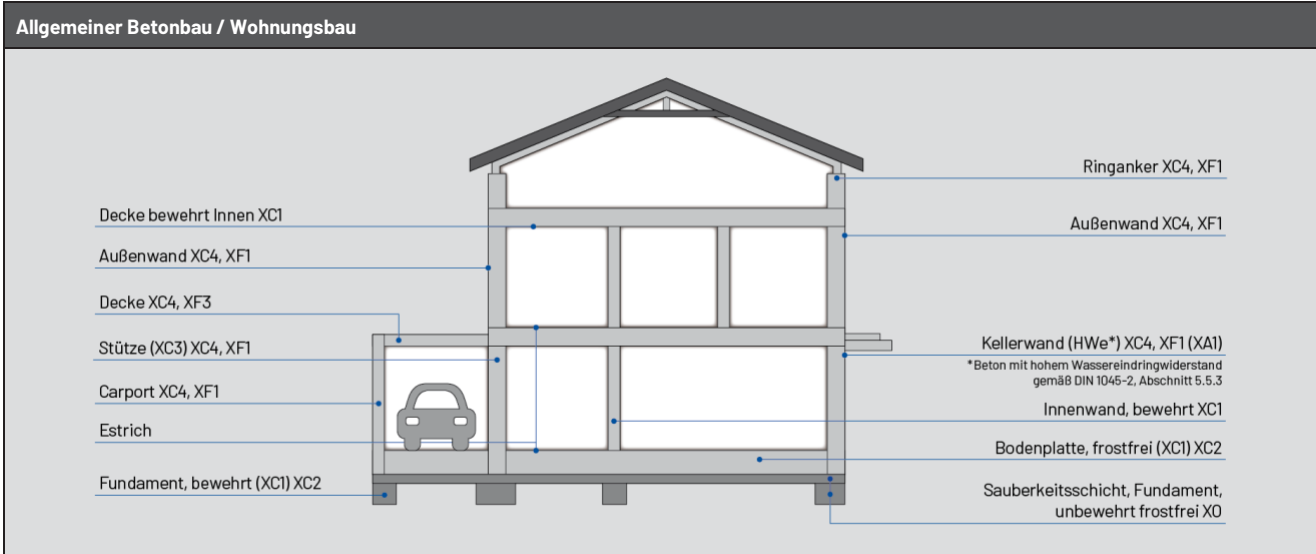 Allgemeiner Betonbau / Wohnungsbau
Decke bewehrt Innen XC1
Außenwand XC4, XF1
Decke XC4, XF3
Stütze (XC3) XC4, XF1
Carport XC4, XF1
Estrich
Fundament, bewehrt (XC1) XC2
Ringanker XC4, XF1
Außenwand XC4, XF1
Kellerwand (HWe*) XC4, XF1 (XA1)
*Beton mit hohem Wassereindringwiderstand
gemäß DIN 1045-2, Abschnitt 5.5.3
Innenwand, bewehrt XC1
Bodenplatte, frostfrei (XC1) XC2
Sauberkeitsschicht, Fundament,
unbewehrt frostfrei X0